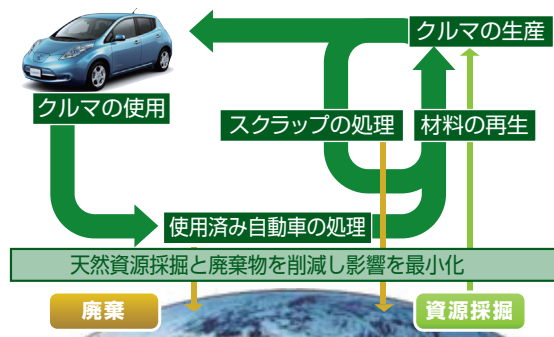 クルマの生産
クルマの使用
スクラップの処理
材料の再生
使用済み自動車の処理
天然資源採掘と廃棄物を削減し影響を最小化
廃棄
資源採掘